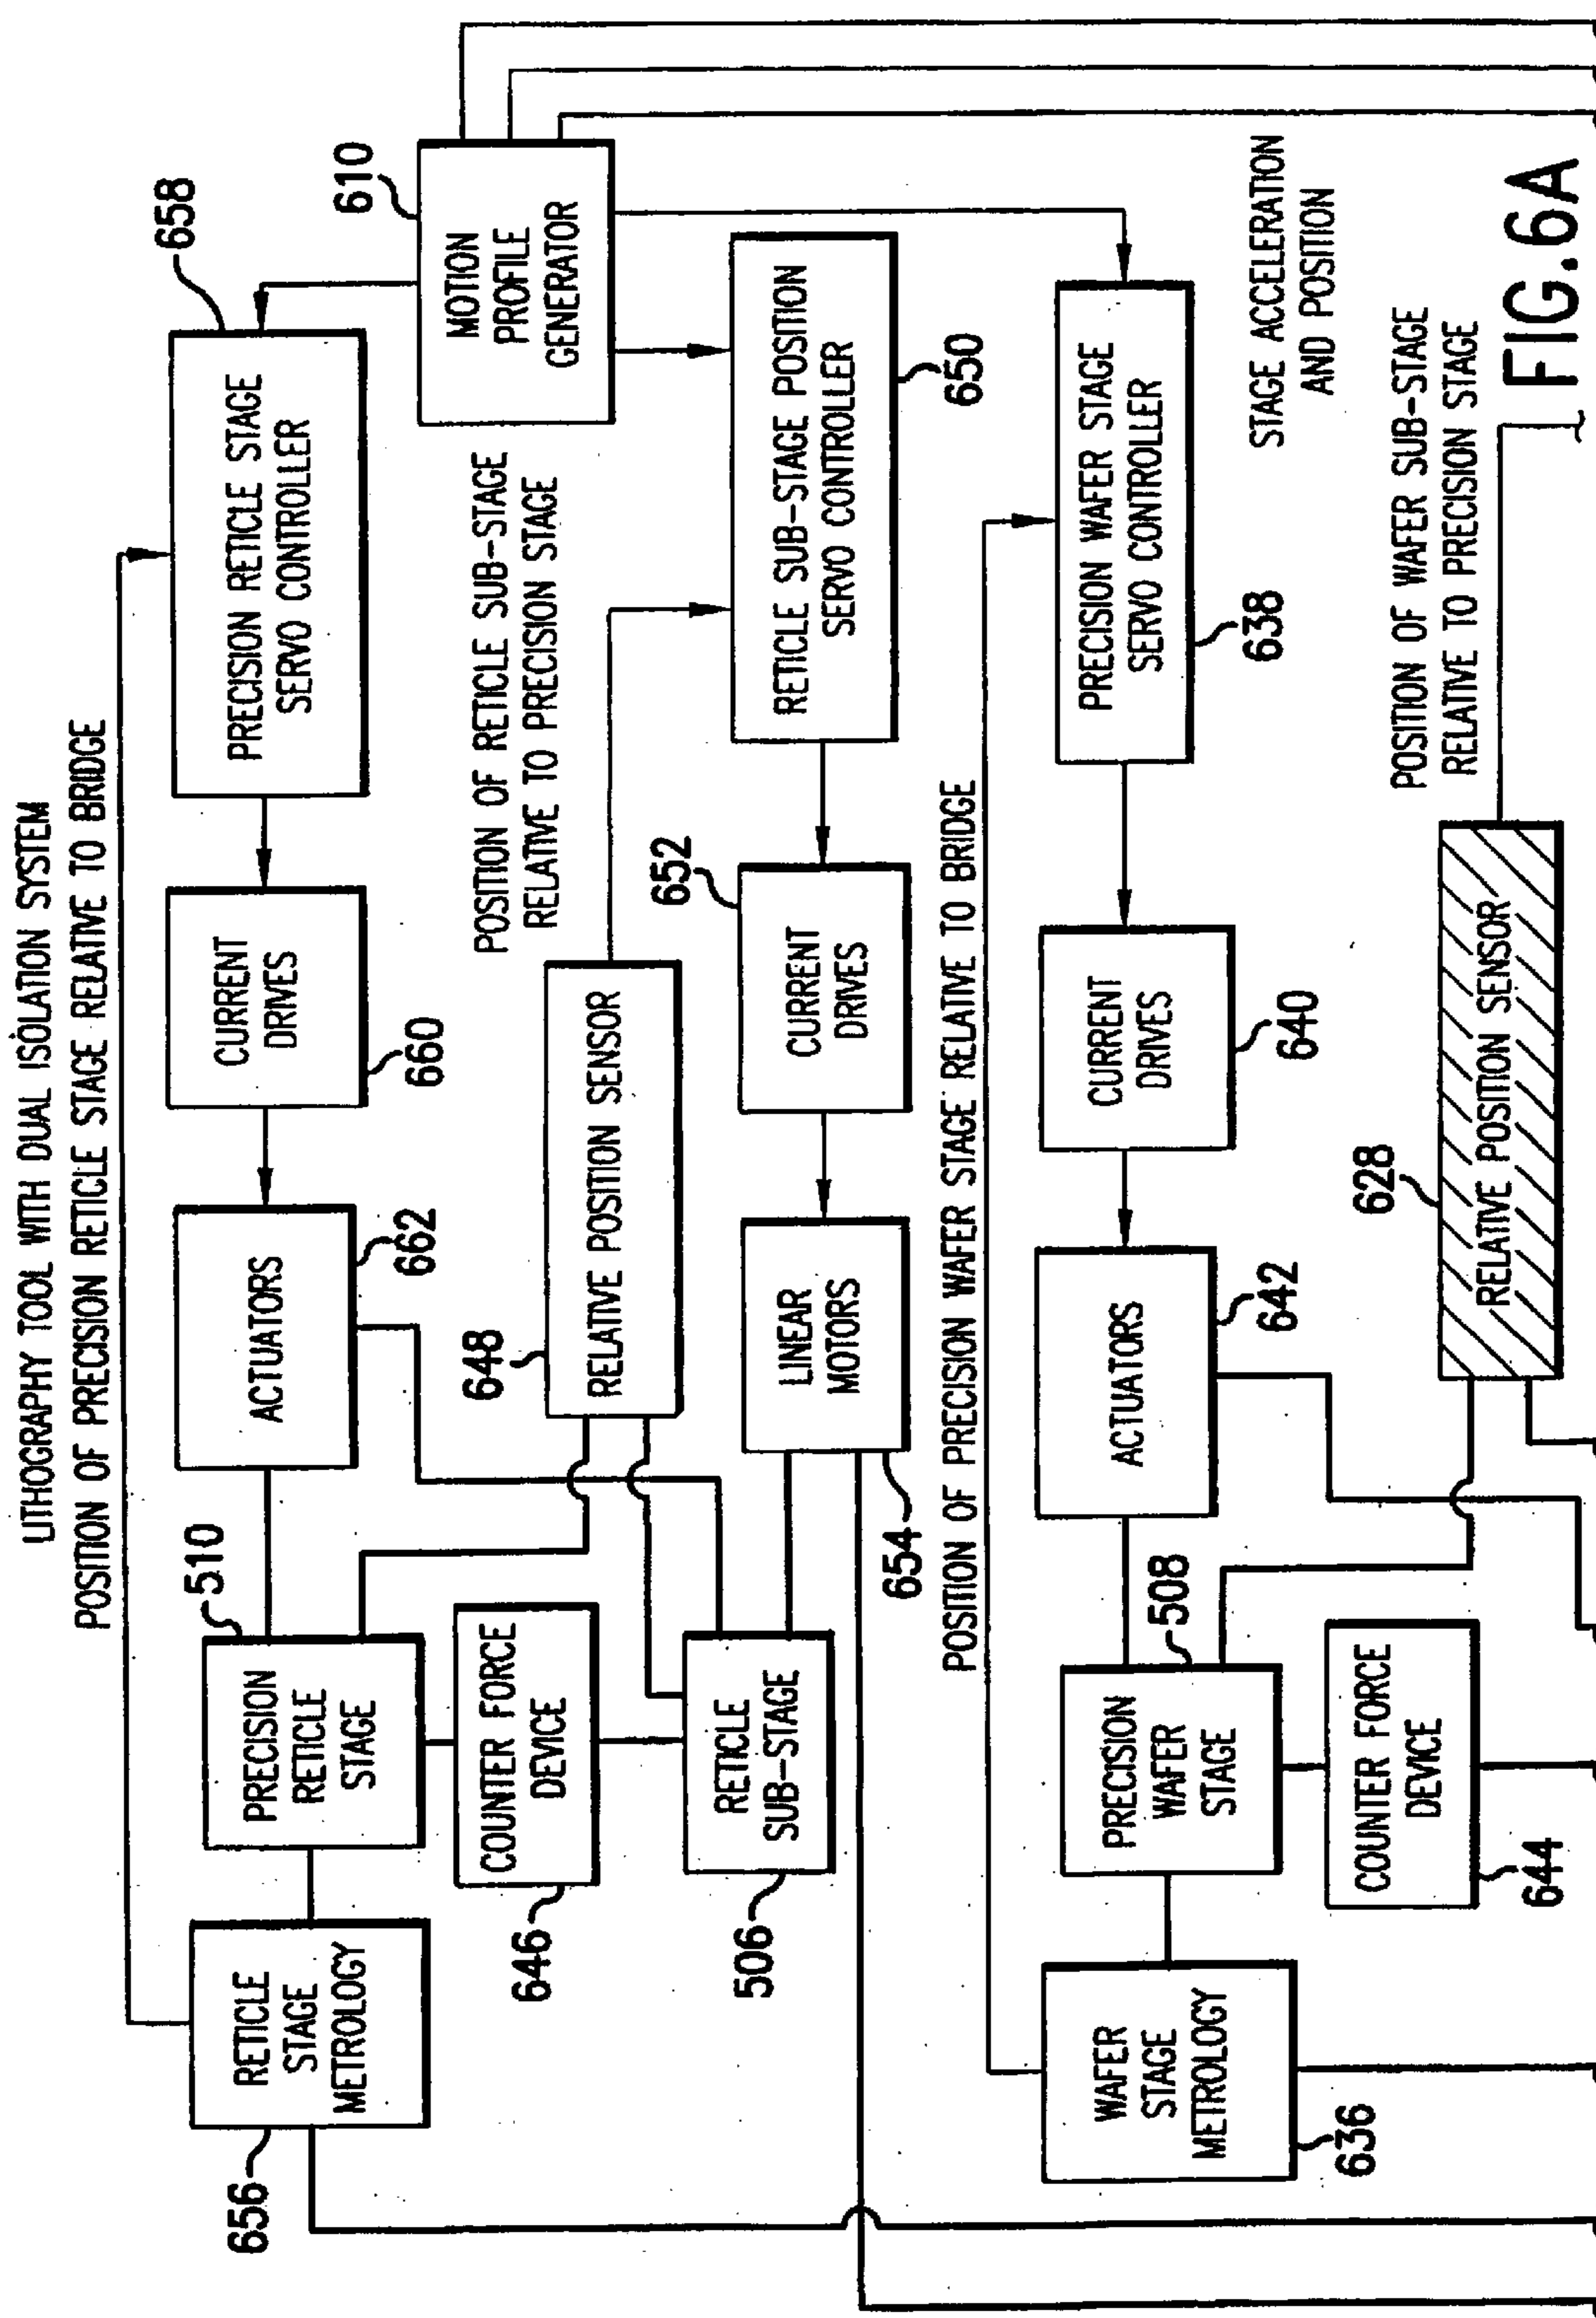 LITHOGRAPHY TOOL WITH DUAL ISOLATION SYSTEM
POSITION OF PRECISION RETICLE STAGE RELATIVE TO BRIDGE
656
RETICLE
STAGE
METROLOGY
510
PRECISION
RETICLE
STAGE
ACTUATORS
662
CURRENT
DRIVES
660
PRECISION RETICLE STAGE
SERVO CONTROLLER
658
610
MOTION
PROFILE
GENERATOR
646
COUNTER FORCE
DEVICE
648
RELATIVE POSITION SENSOR
POSITION OF RETICLE SUB-STAGE
RELATIVE TO PRECISION STAGE
506
RETICLE
SUB-STAGE
LINEAR
MOTORS
654
652
CURRENT
DRIVES
RETICLE SUB-STAGE POSITION
SERVO CONTROLLER
650
POSITION OF PRECISION WAFER STAGE RELATIVE TO BRIDGE
WAFER
STAGE
METROLOGY
636
PRECISION
WAFER
STAGE
508
ACTUATORS
642
CURRENT
DRIVES
640
PRECISION WAFER STAGE
SERVO CONTROLLER
638
STAGE ACCELERATION
AND POSITION
COUNTER FORCE
DEVICE
644
628
RELATIVE POSITION SENSOR
POSITION OF WAFER SUB-STAGE
RELATIVE TO PRECISION STAGE
FIG.6A